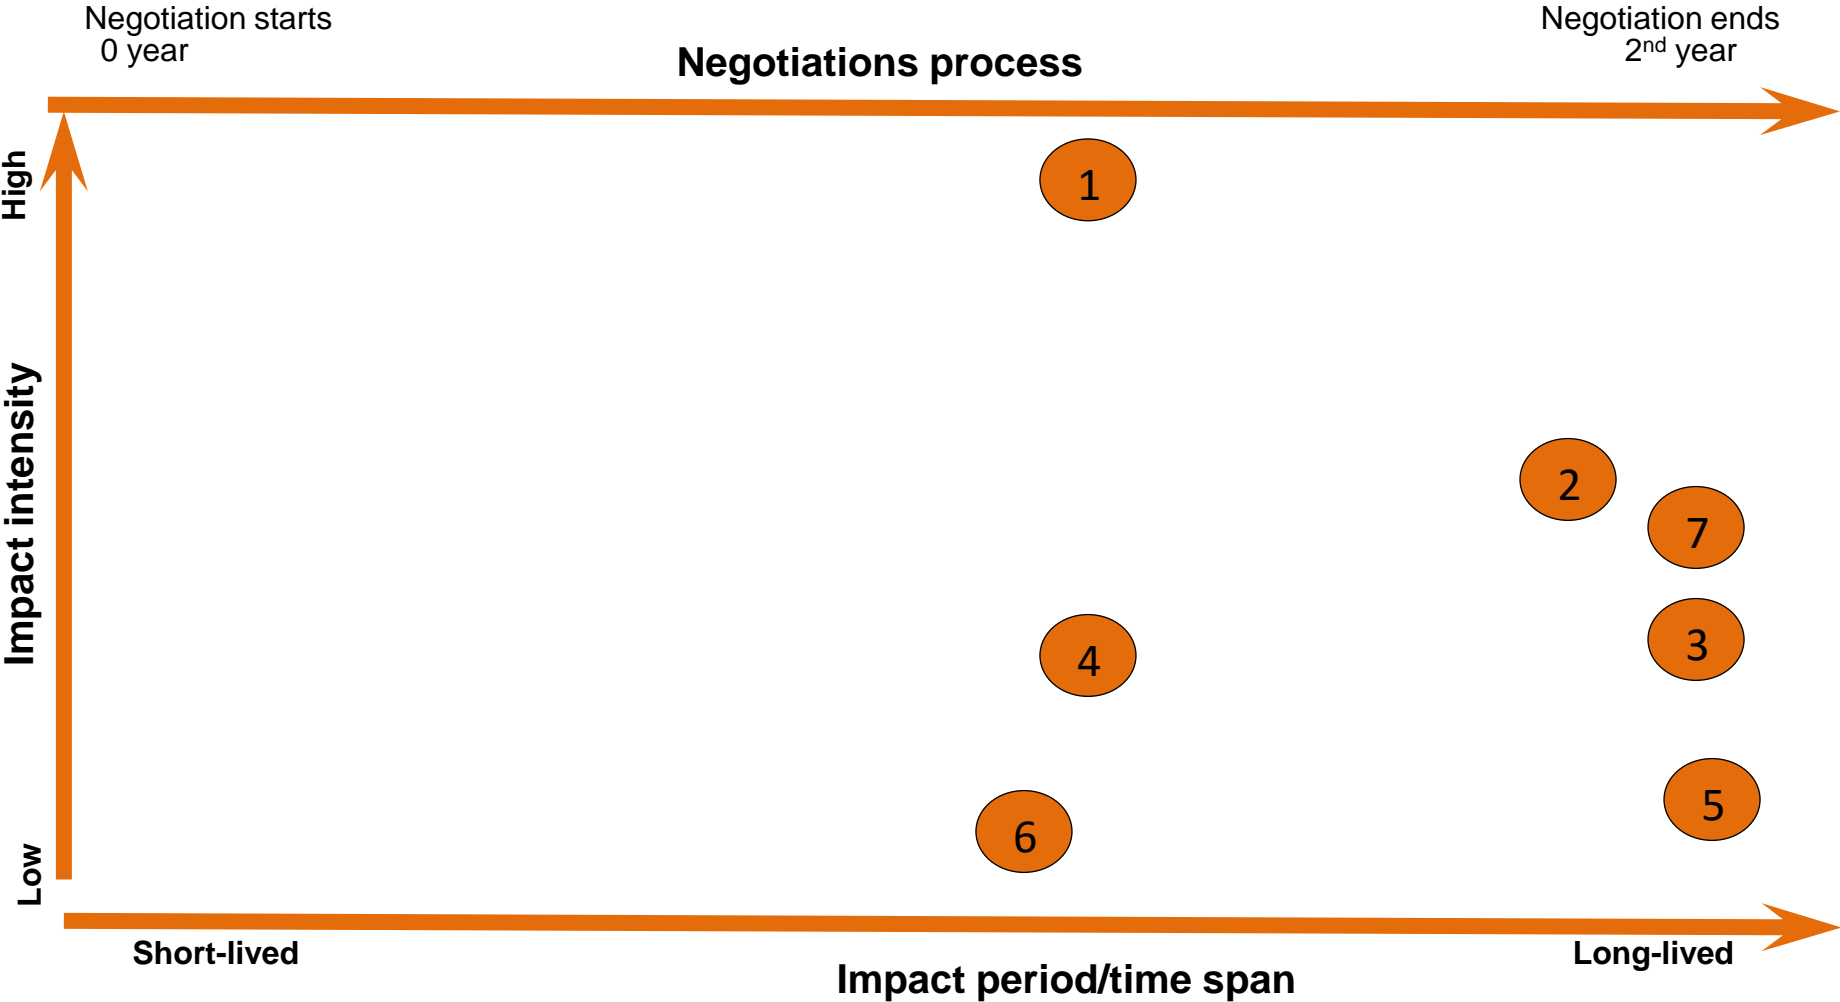 Negotiation starts
0 year
Negotiations process
Negotiation ends
2nd year
High
1
Impact intensity
2
7
3
4
5
6
Low
Short-lived
Long-lived
Impact period/time span